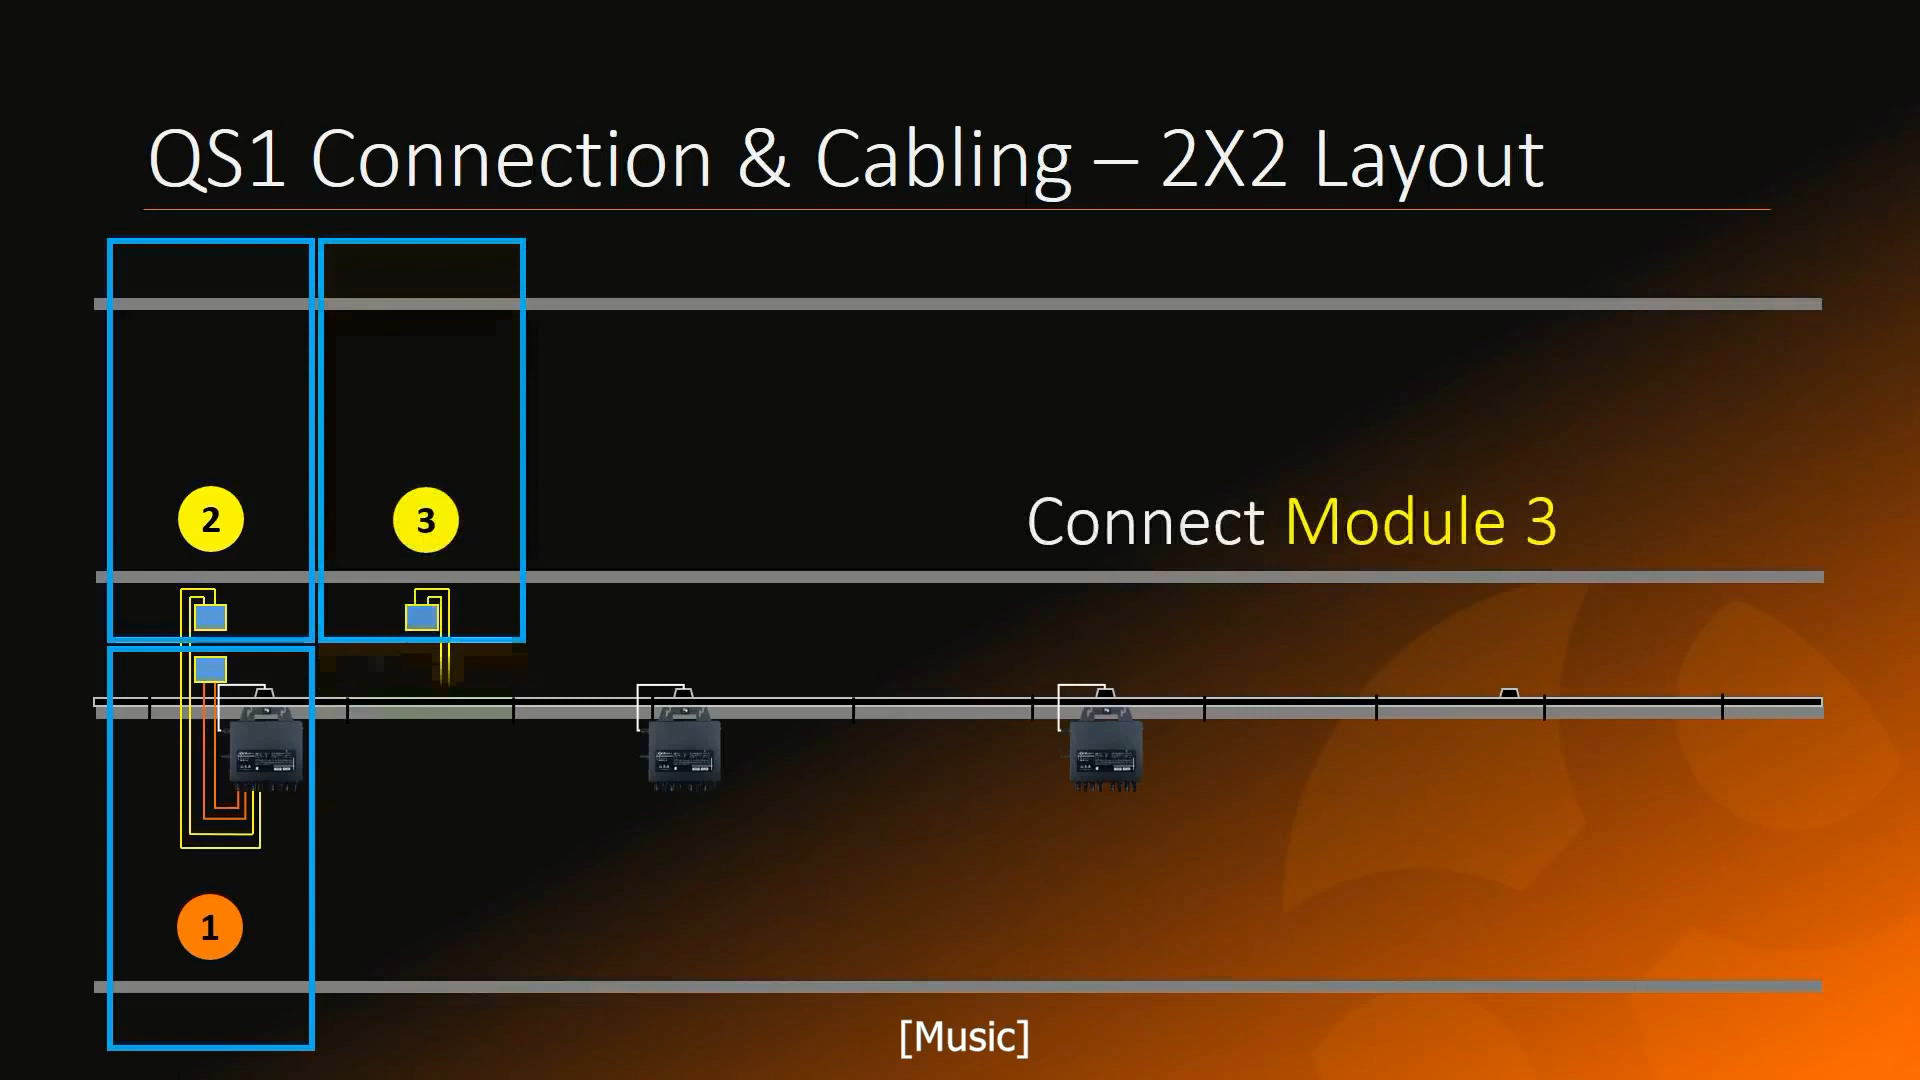 QS1 Connection & Cabling – 2X2 Layout
2
3
Connect Module 3
1
[Music]